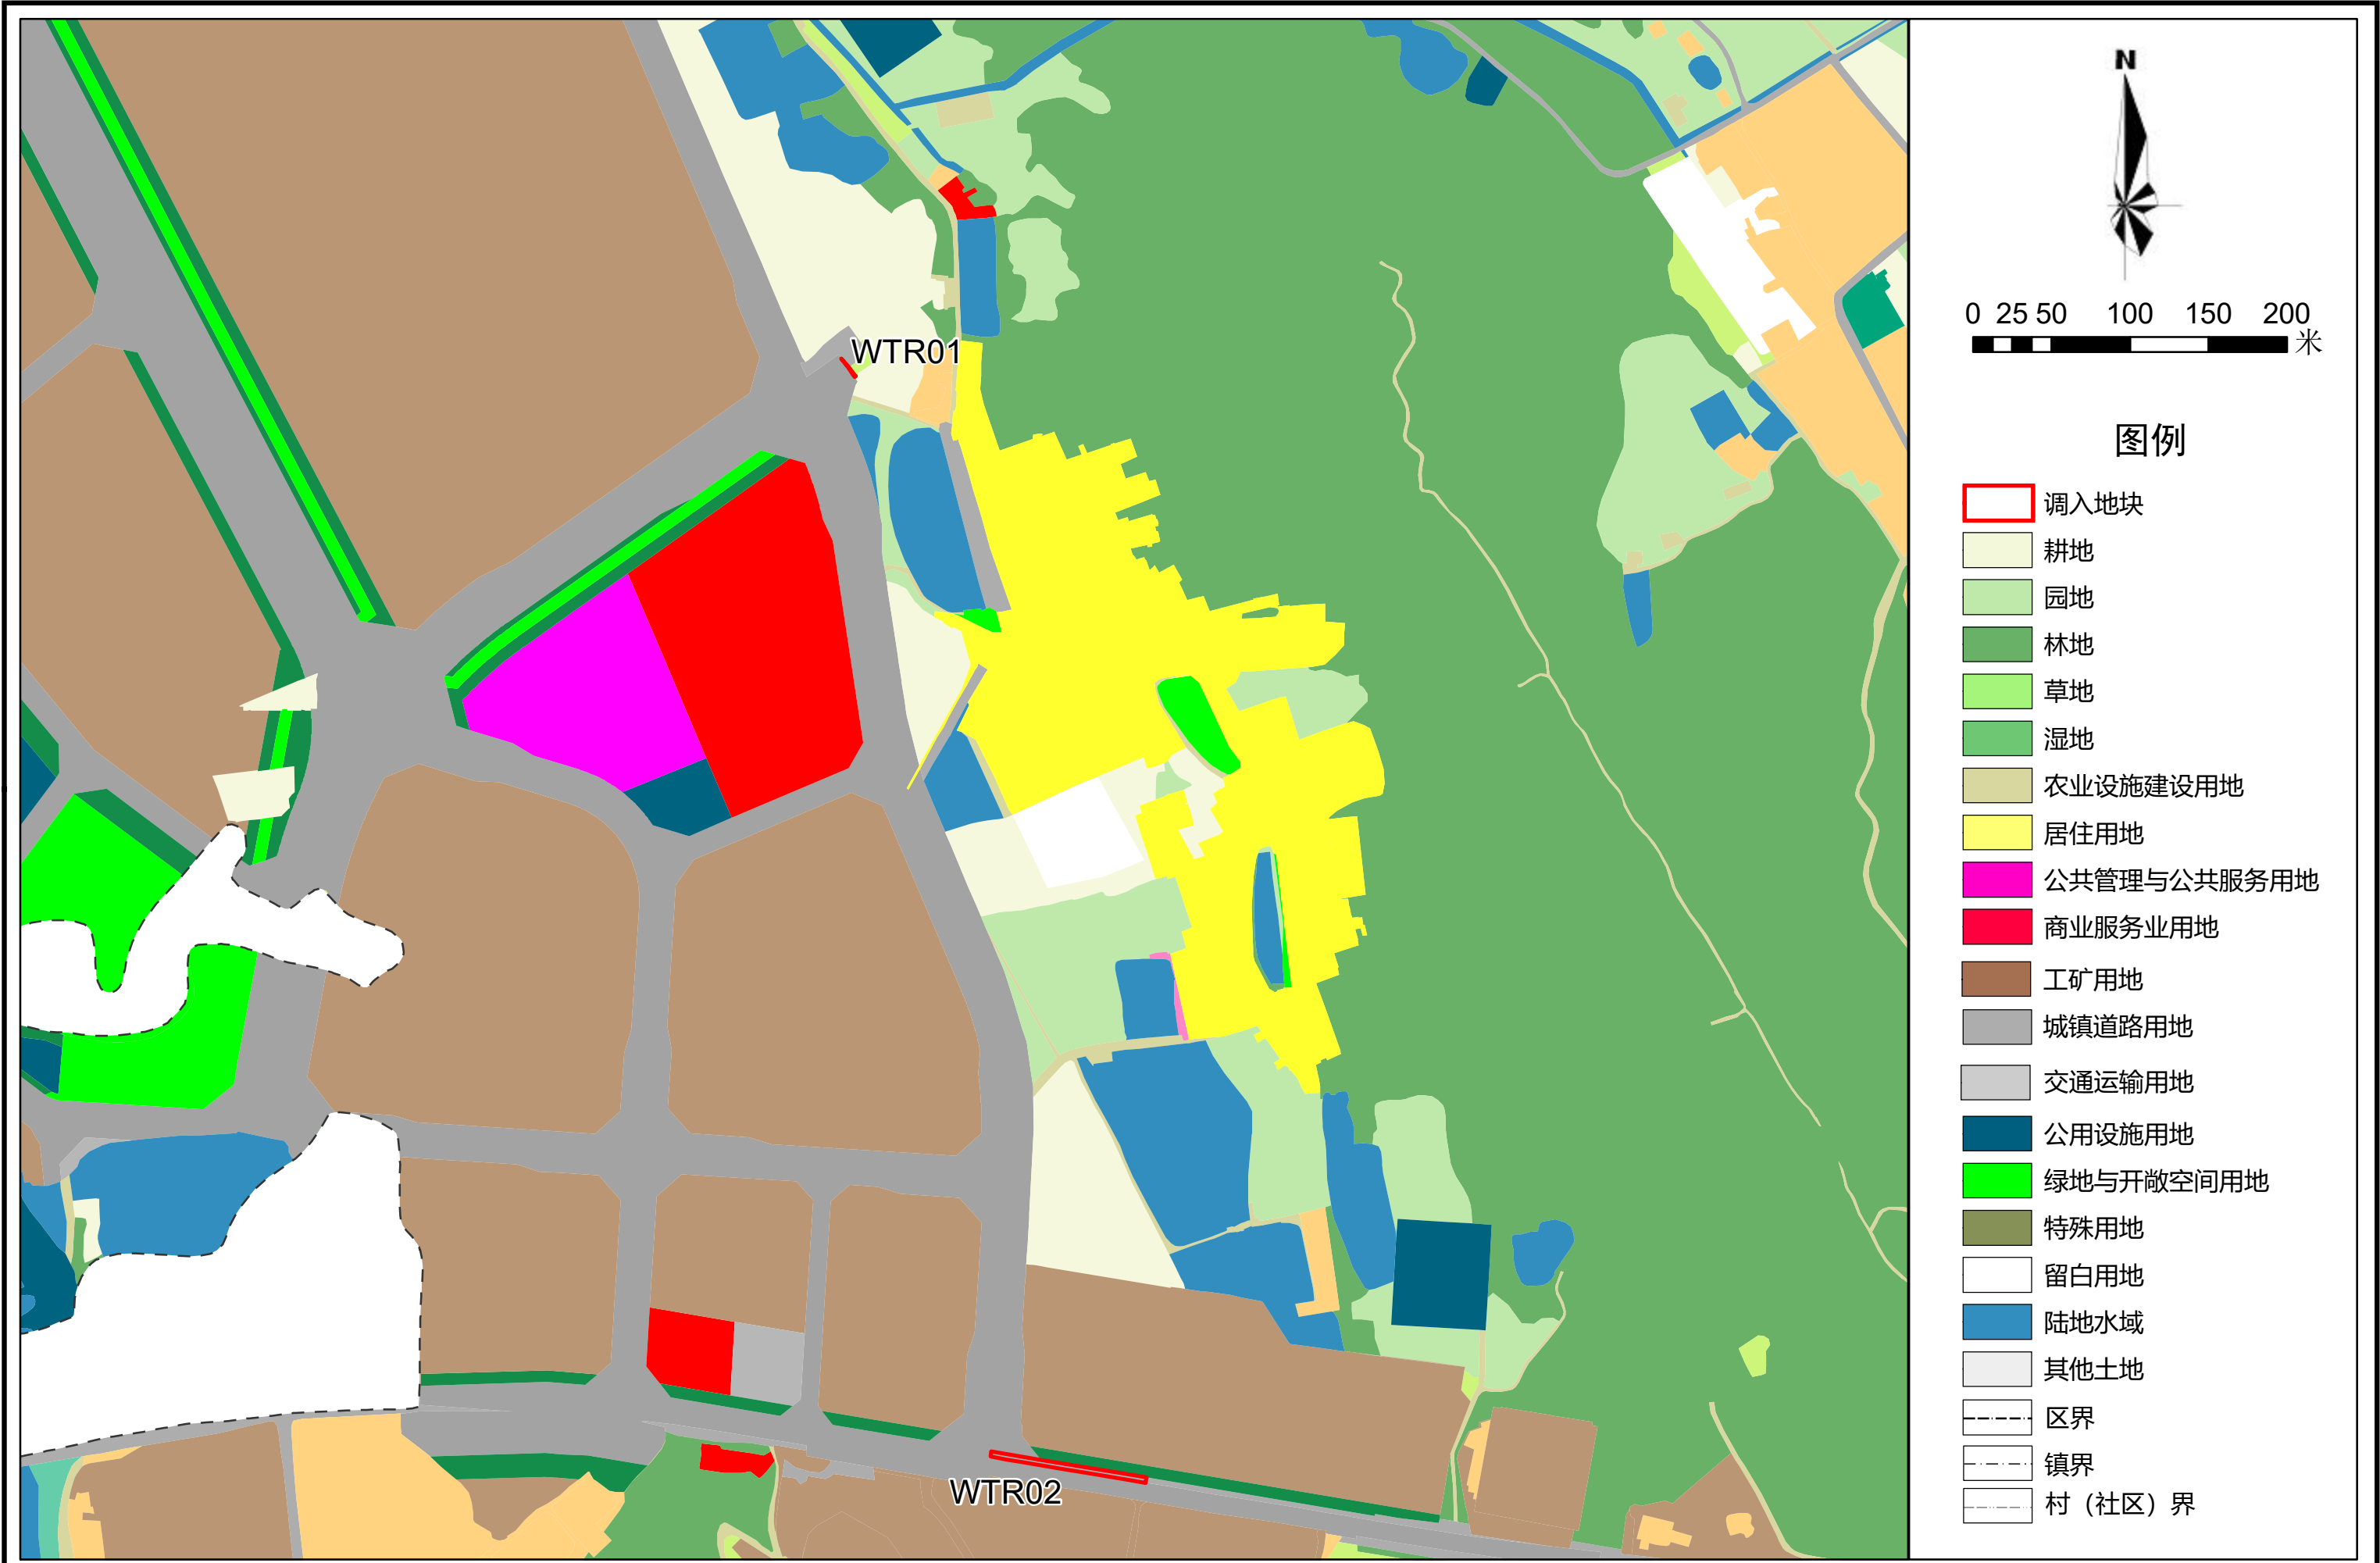 N
0 25 50 100 150 200
米
图例
调入地块
耕地
园地
林地
草地
湿地
农业设施建设用地
居住用地
公共管理与公共服务用地
商业服务业用地
工矿用地
城镇道路用地
交通运输用地
公用设施用地
绿地与开敞空间用地
特殊用地
留白用地
陆地水域
其他土地
区界
镇界
村（社区）界
WTR01
WTR02